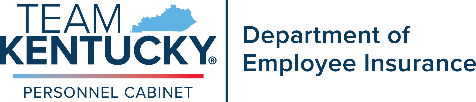 TEAM
KENTUCKY®
PERSONNEL CABINET
Department of
Employee Insurance